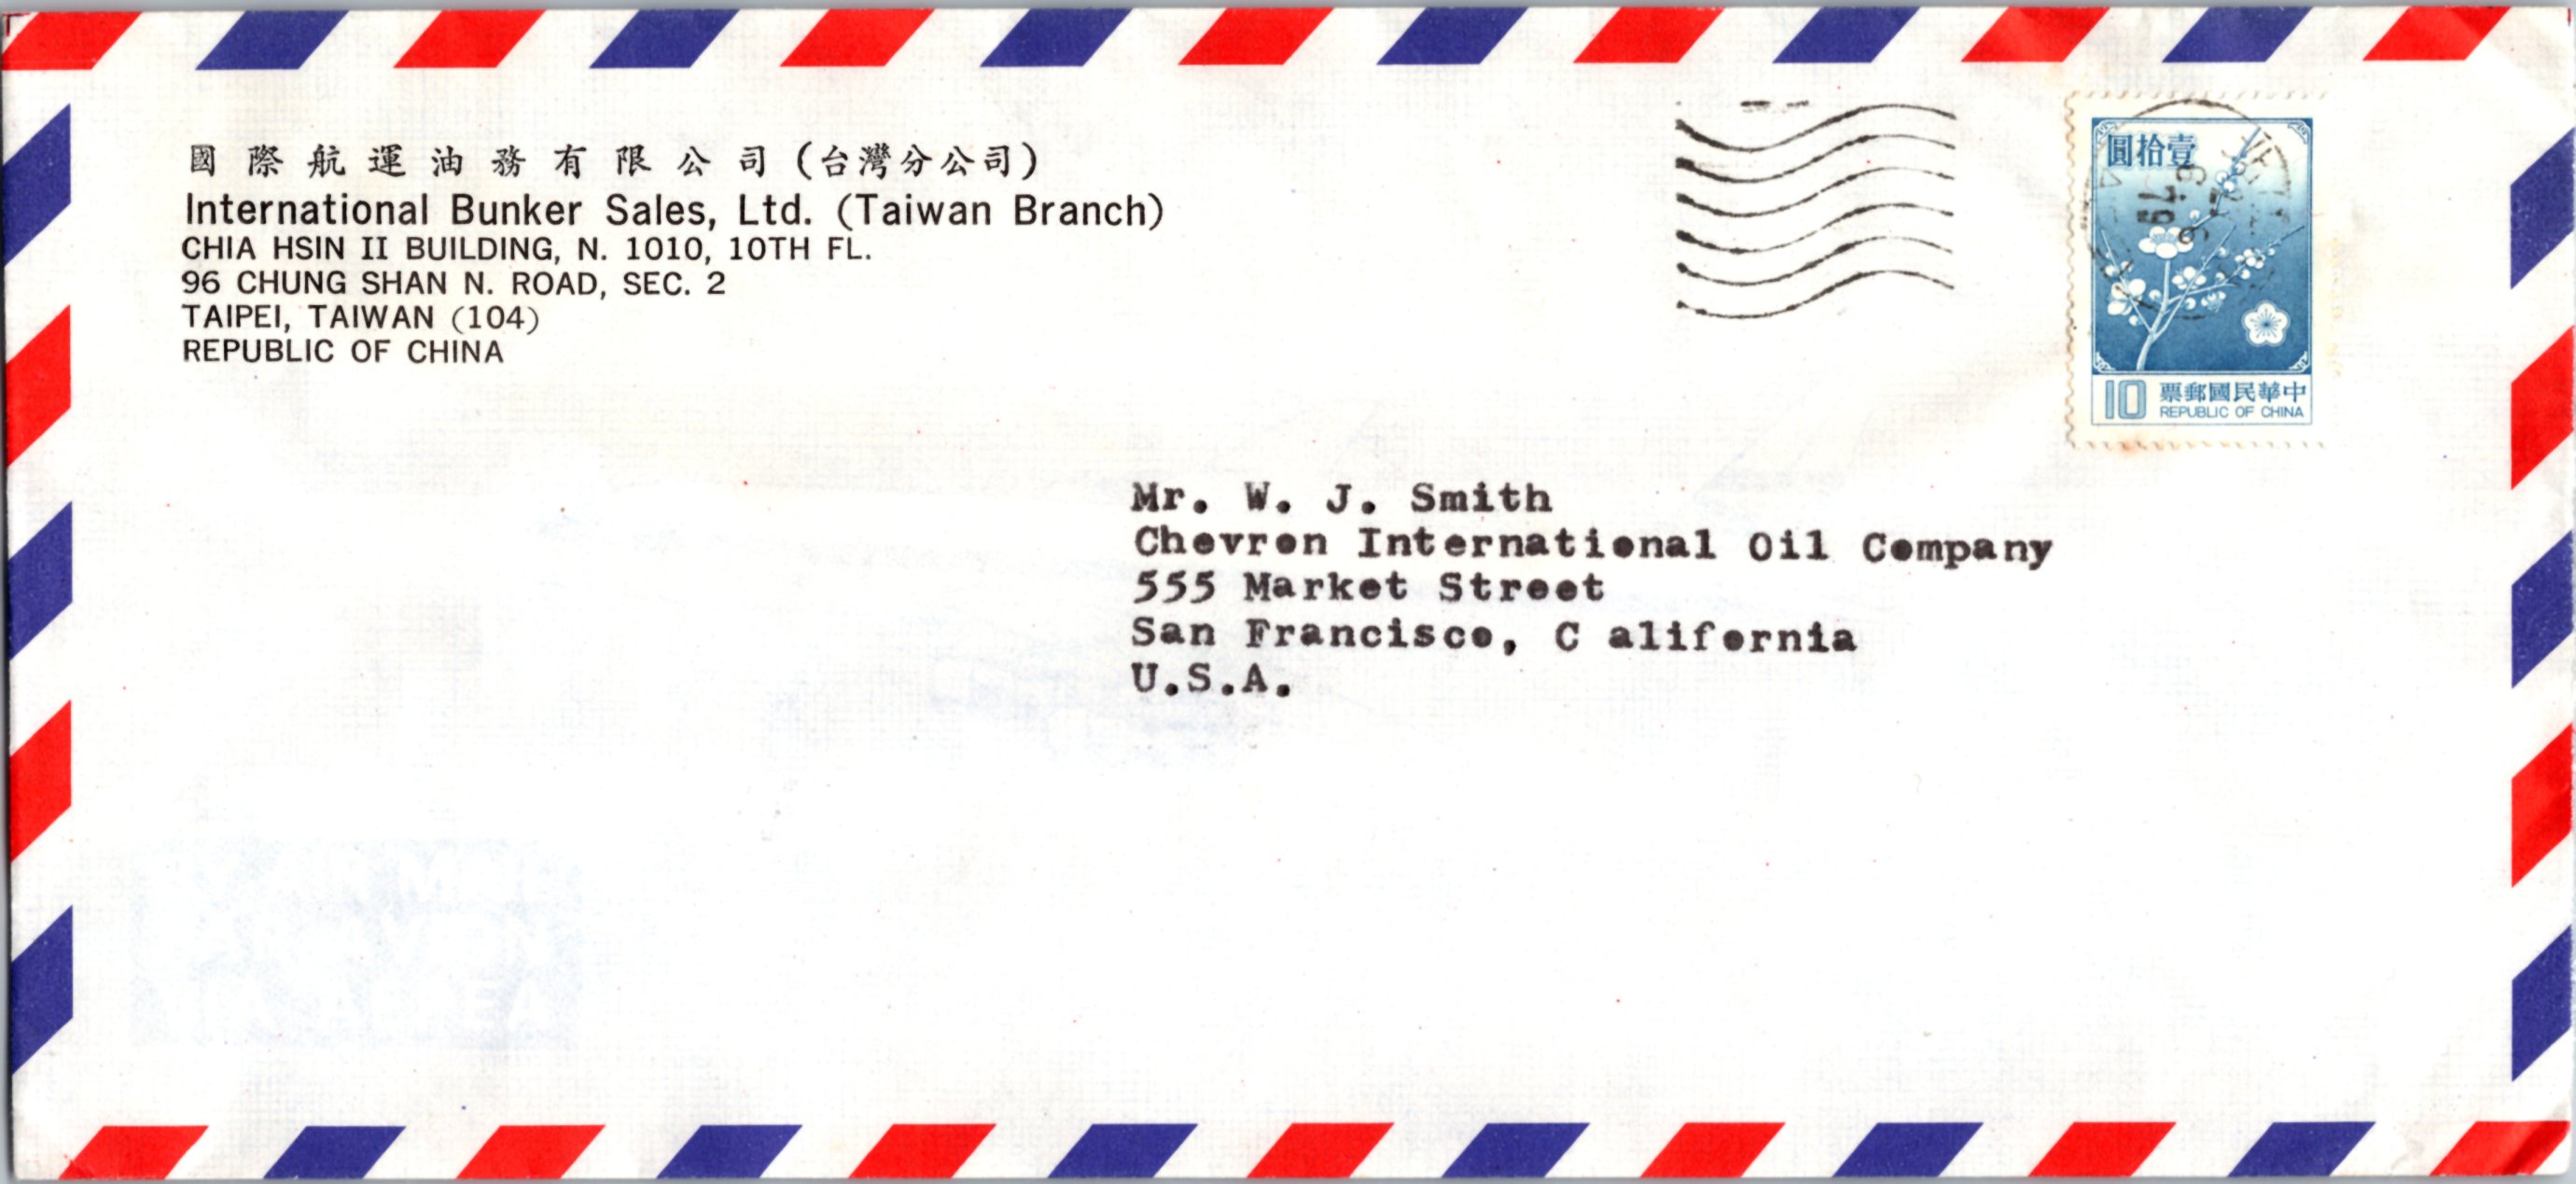 國際航運油務有限公司(台灣分公司)
International Bunker Sales, Ltd. (Taiwan Branch)
CHIA HSIN II BUILDING, N. 1010, 10TH FL.
96 CHUNG SHAN N. ROAD, SEC. 2
TAIPEI, TAIWAN (104)
REPUBLIC OF CHINA
圓拾壹
10 票郵國民華中
REPUBLIC OF CHINA
Mr. W. J. Smith
Chevron International Oil Company
555 Market Street
San Francisco, C alifornia
U.S.A.